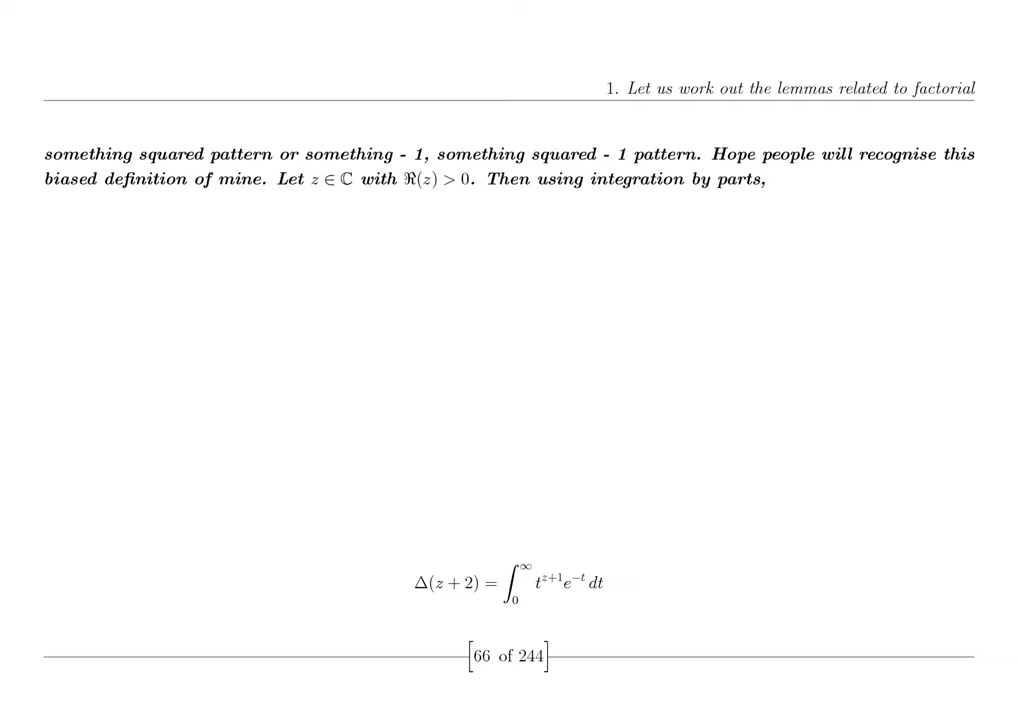 1. Let us work out the lemmas related to factorial
something squared pattern or something - 1, something squared - 1 pattern. Hope people will recognise this
biased definition of mine. Let z ∈ ℂ with ℜ(z) > 0. Then using integration by parts,
Δ(z + 2) = ∫₀^∞ t^{z+1} e^{−t} dt
[66 of 244]